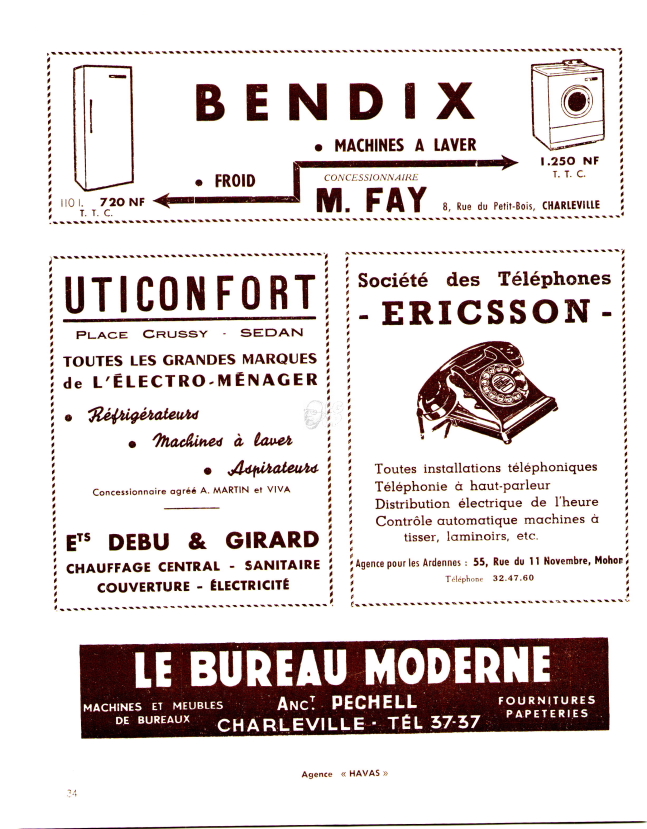 BENDIX
• MACHINES A LAVER
1.250 NF
T. T. C.
• FROID
CONCESSIONNAIRE
110 l. 720 NF
T. T. C.
M. FAY
8, Rue du Petit-Bois, CHARLEVILLE
UTICONFORT
PLACE CRUSSY - SEDAN
TOUTES LES GRANDES MARQUES
de L'ÉLECTRO-MÉNAGER
• Réfrigérateurs
• Machines à laver
• Aspirateurs
Concessionnaire agréé A. MARTIN et VIVA
ETS DEBU & GIRARD
CHAUFFAGE CENTRAL - SANITAIRE
COUVERTURE - ÉLECTRICITÉ
Société des Téléphones
- ERICSSON -
Toutes installations téléphoniques
Téléphonie à haut-parleur
Distribution électrique de l'heure
Contrôle automatique machines à
tisser, laminoirs, etc.
Agence pour les Ardennes : 55, Rue du 11 Novembre, Mohon
Téléphone 32.47.60
LE BUREAU MODERNE
MACHINES ET MEUBLES
DE BUREAUX
ANCT. PECHELL
CHARLEVILLE - TÉL 37-37
FOURNITURES
PAPETERIES
Agence « HAVAS »
34